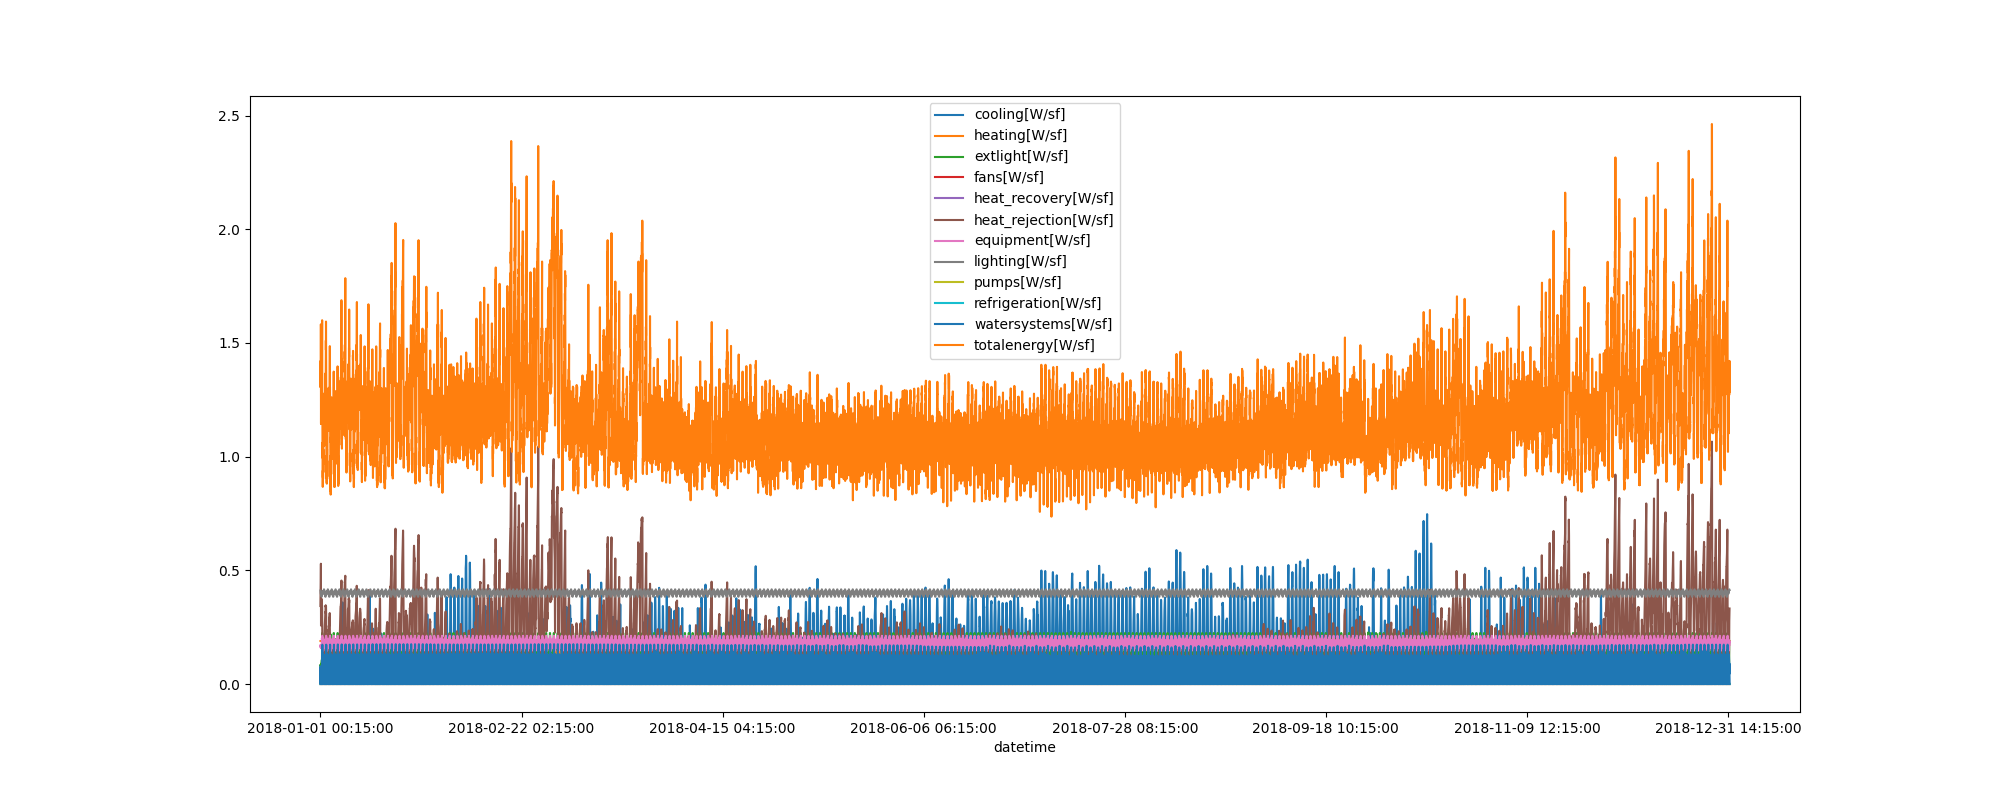 2.5
2.0
1.5
1.0
0.5
0.0
cooling[W/sf]
heating[W/sf]
extlight[W/sf]
fans[W/sf]
heat_recovery[W/sf]
heat_rejection[W/sf]
equipment[W/sf]
lighting[W/sf]
pumps[W/sf]
refrigeration[W/sf]
watersystems[W/sf]
totalenergy[W/sf]
2018-01-01 00:15:00 2018-02-22 02:15:00 2018-04-15 04:15:00 2018-06-06 06:15:00 2018-07-28 08:15:00 2018-09-18 10:15:00 2018-11-09 12:15:00 2018-12-31 14:15:00
datetime